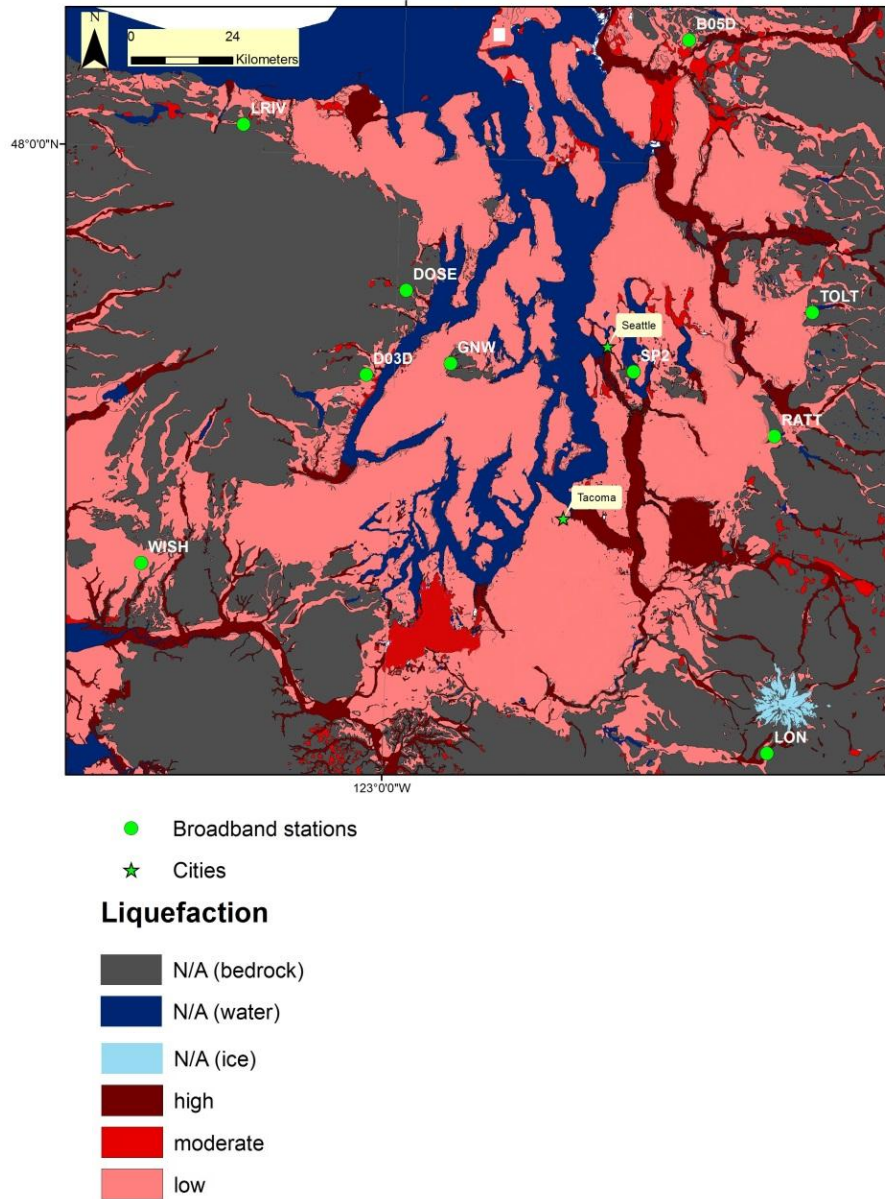 N
0 24
Kilometers
B05D
LRIV
48°0'0"N
DOSE
TOLT
Seattle
GNW
SP2
D03D
RATT
Tacoma
WISH
LON
123°0'0"W
Broadband stations
Cities
Liquefaction
N/A (bedrock)
N/A (water)
N/A (ice)
high
moderate
low